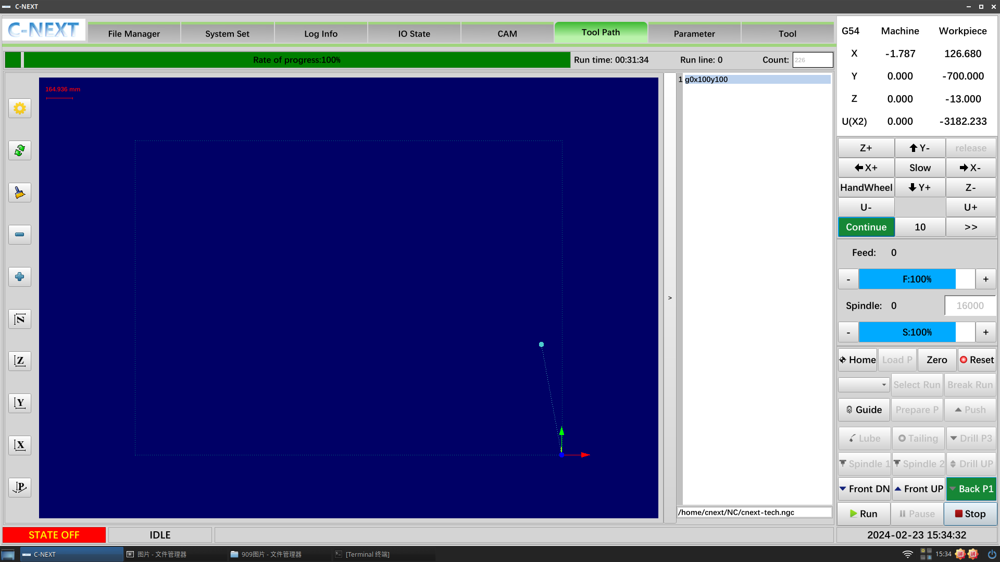 C-NEXT
C-NEXT
File Manager
System Set
Log Info
IO State
CAM
Tool Path
Parameter
Tool
Rate of progress:100%
Run time: 00:31:34
Run line: 0
Count:
226
164.936 mm
N
Z
Y
X
P
>
1 g0x100y100
/home/cnext/NC/cnext-tech.ngc
G54 Machine Workpiece
X -1.787 126.680
Y 0.000 -700.000
Z 0.000 -13.000
U(X2) 0.000 -3182.233
Z+ Y- release
X+ Slow X-
HandWheel Y+ Z-
U- U+
Continue 10 >>
Feed: 0
- F:100% +
Spindle: 0 16000
- S:100% +
Home Load P Zero Reset
Select Run Break Run
Guide Prepare P Push
Lube Tailing Drill P3
Spindle 1 Spindle 2 Drill UP
Front DN Front UP Back P1
Run Pause Stop
STATE OFF IDLE 2024-02-23 15:34:32
C-NEXT 图片 - 文件管理器 909图片 - 文件管理器 [Terminal 终端] 15:34 拼 拼